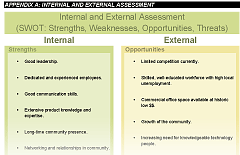 APPENDIX A: INTERNAL AND EXTERNAL ASSESSMENT
Internal and External Assessment
(SWOT: Strengths, Weaknesses, Opportunities, Threats)
Internal
External
Strengths
• Good leadership.
• Dedicated and experienced employees.
• Good communication skills.
• Extensive product knowledge and
expertise.
• Long-time community presence.
• Networking and relationships in community.
Opportunities
• Limited competition currently.
• Skilled, well-educated workforce with high local
unemployment.
• Commercial office space available at historic
low $$.
• Growth of the community.
• Increasing need for knowledgeable technology
people.